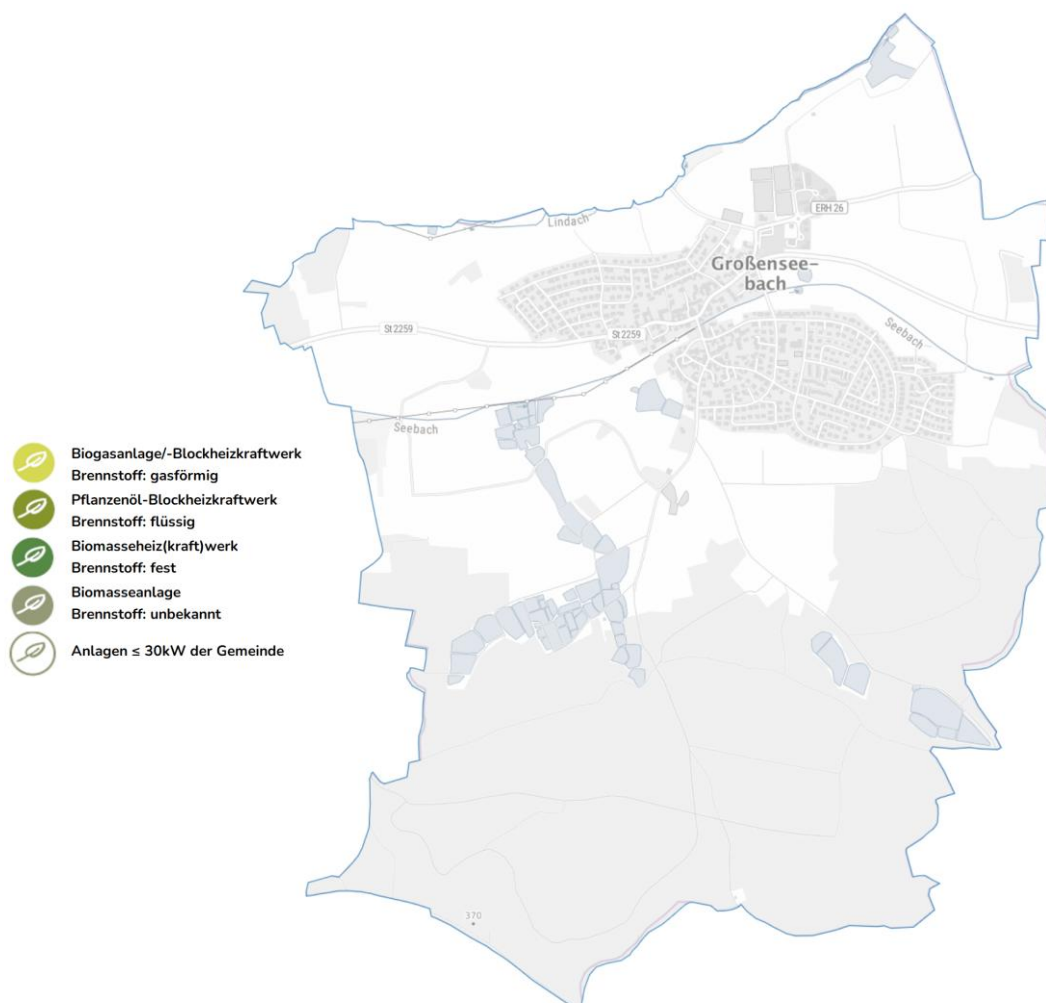 Lindach
ERH 26
Großensee-
bach
St 2259
St 2259
Seebach
Seebach
Biogasanlage/-Blockheizkraftwerk
Brennstoff: gasförmig
Pflanzenöl-Blockheizkraftwerk
Brennstoff: flüssig
Biomasseheiz(kraft)werk
Brennstoff: fest
Biomasseanlage
Brennstoff: unbekannt
Anlagen ≤ 30kW der Gemeinde
370